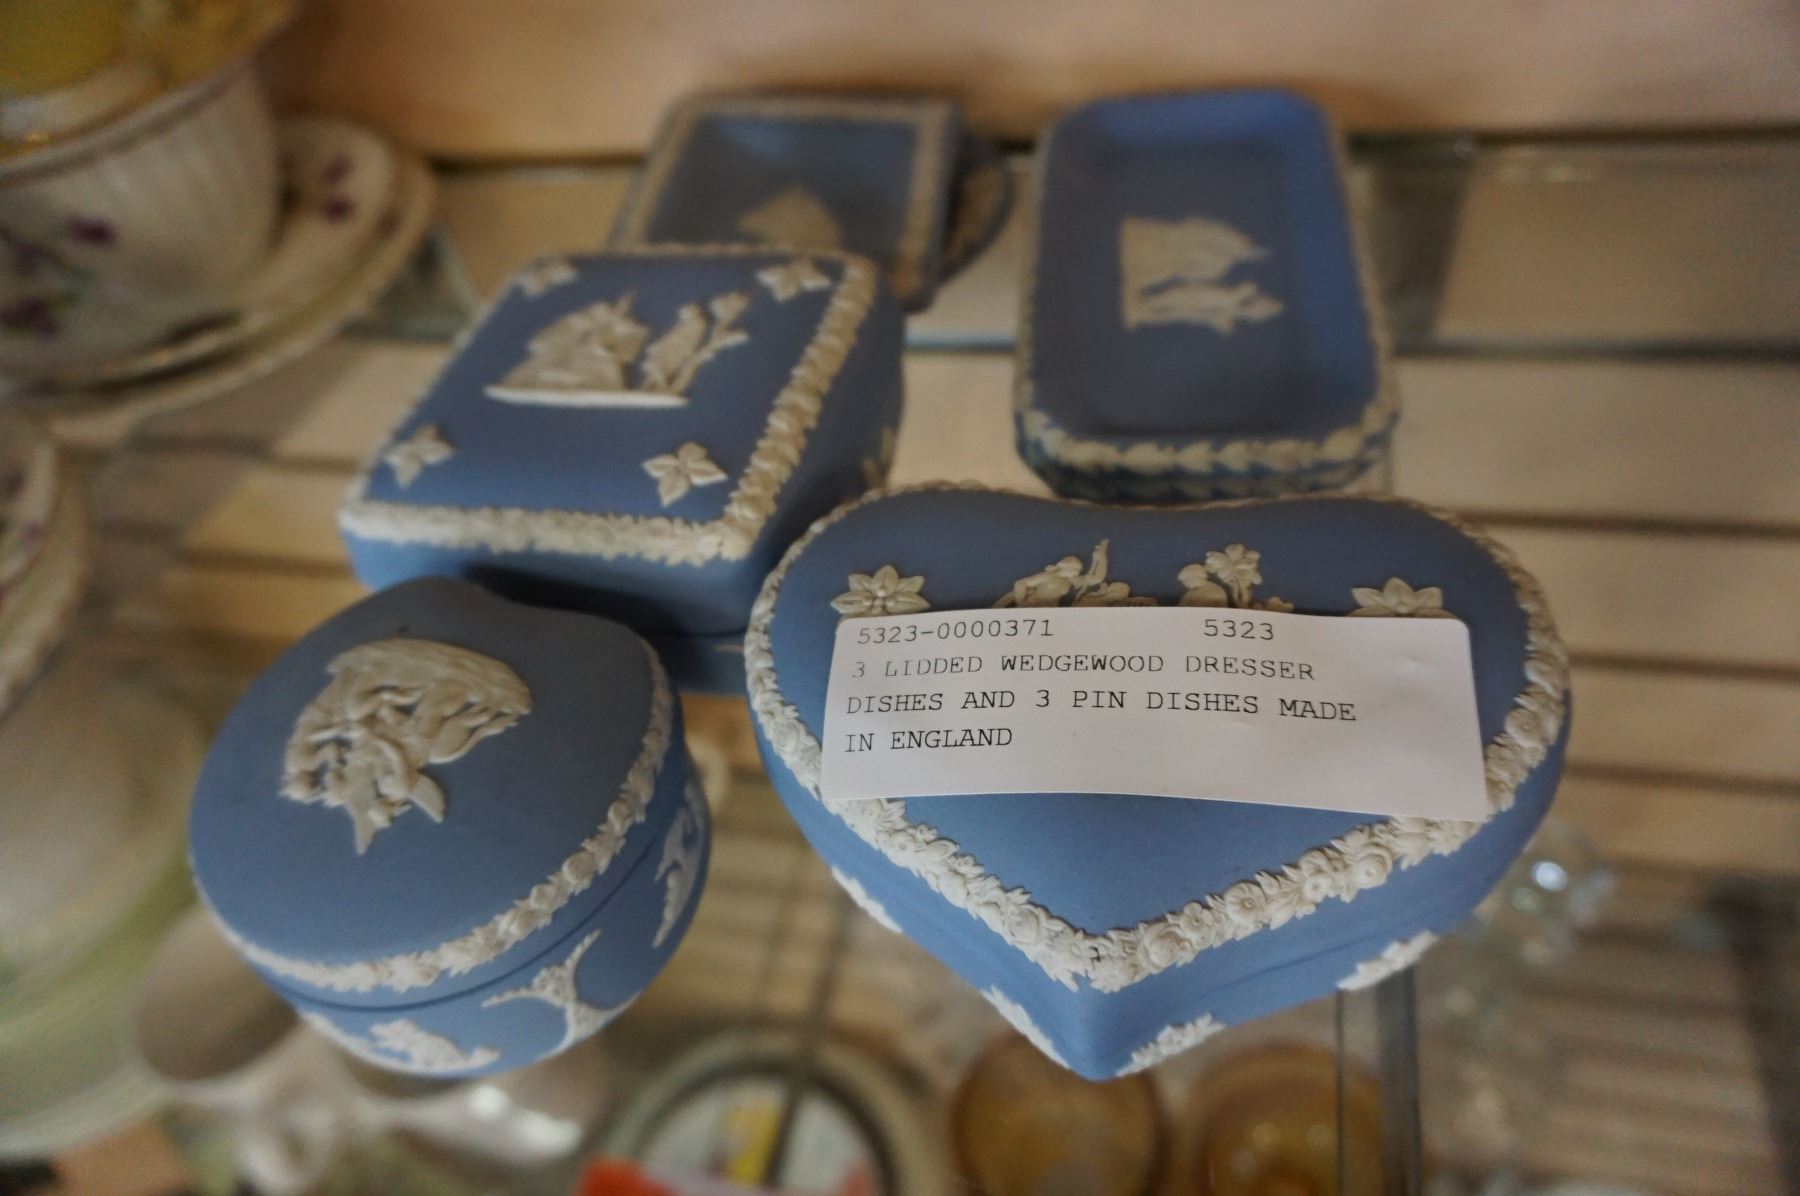 5323-0000371 5323
3 LIDDED WEDGEWOOD DRESSER
DISHES AND 3 PIN DISHES MADE
IN ENGLAND